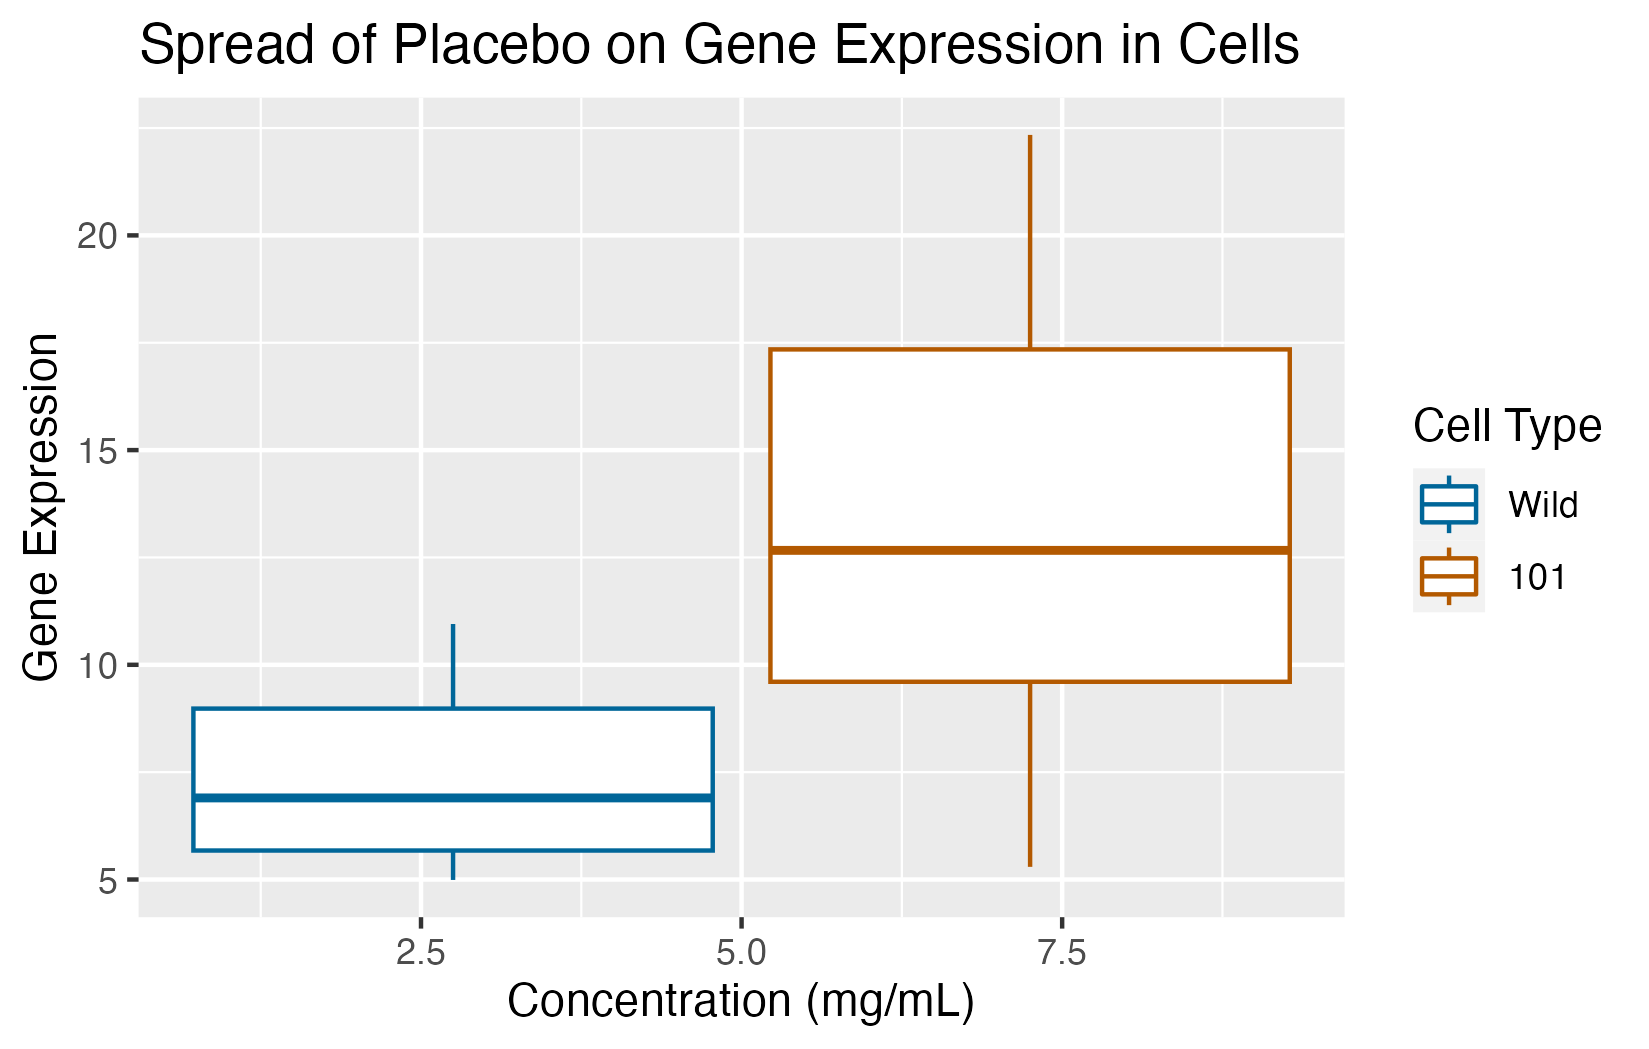 Spread of Placebo on Gene Expression in Cells
Gene Expression
20
15
10
5
2.5
5.0
7.5
Concentration (mg/mL)
Cell Type
Wild
101